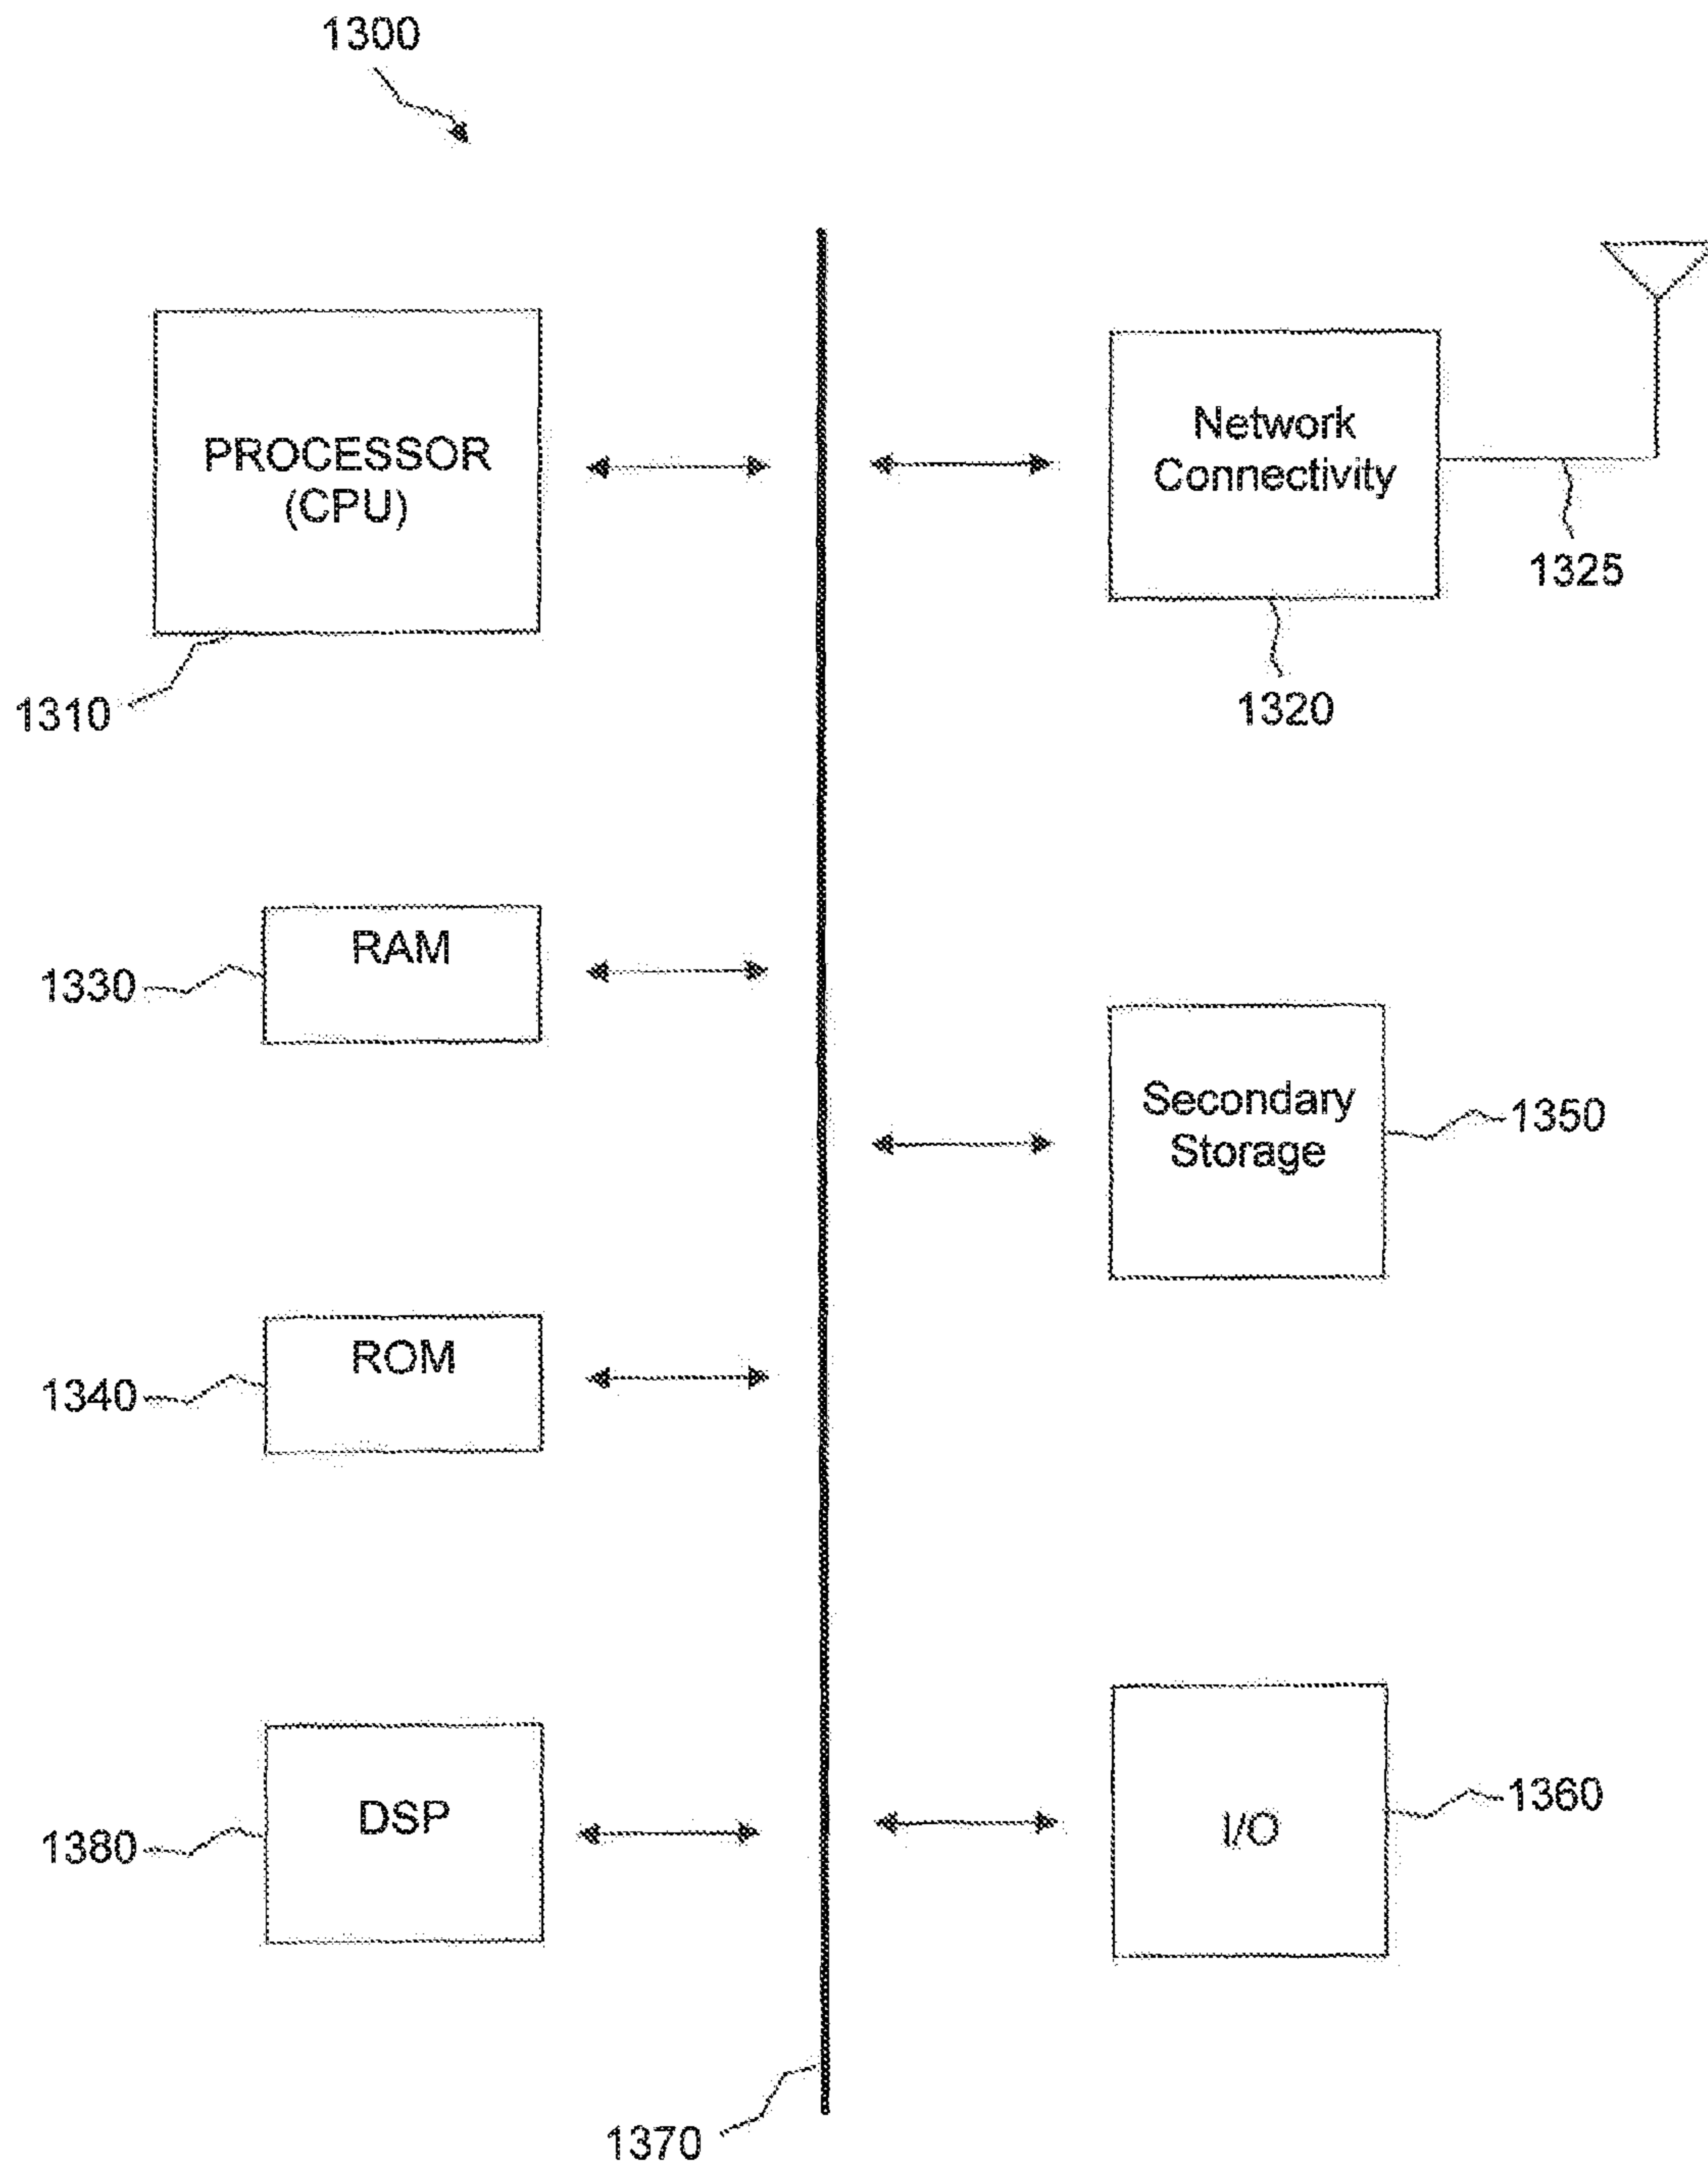 1300
PROCESSOR
(CPU)
1310
Network
Connectivity
1325
1320
RAM
1330
Secondary
Storage
1350
ROM
1340
DSP
1380
I/O
1360
1370